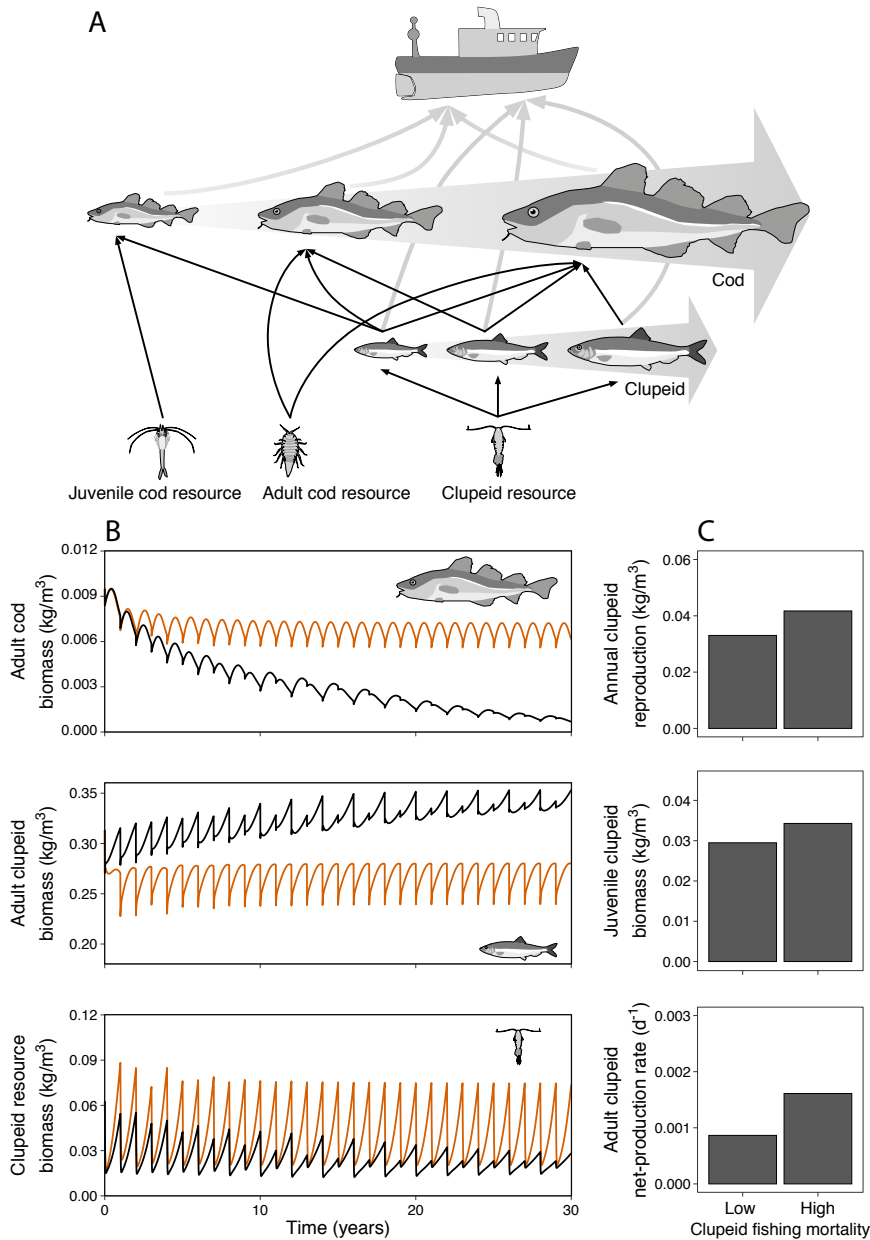 A
Cod
Clupeid
Juvenile cod resource
Adult cod resource
Clupeid resource
B
Adult cod
biomass (kg/m³)
0.012
0.009
0.006
0.003
0.000
Adult clupeid
biomass (kg/m³)
0.35
0.30
0.25
0.20
Clupeid resource
biomass (kg/m³)
0.12
0.09
0.06
0.03
0.00
0
10
20
30
Time (years)
C
Annual clupeid
reproduction (kg/m³)
0.06
0.04
0.02
0.00
Juvenile clupeid
biomass (kg/m³)
0.04
0.03
0.02
0.01
0.00
Adult clupeid
net-production rate (d⁻¹)
0.003
0.002
0.001
0.000
Low
High
Clupeid fishing mortality